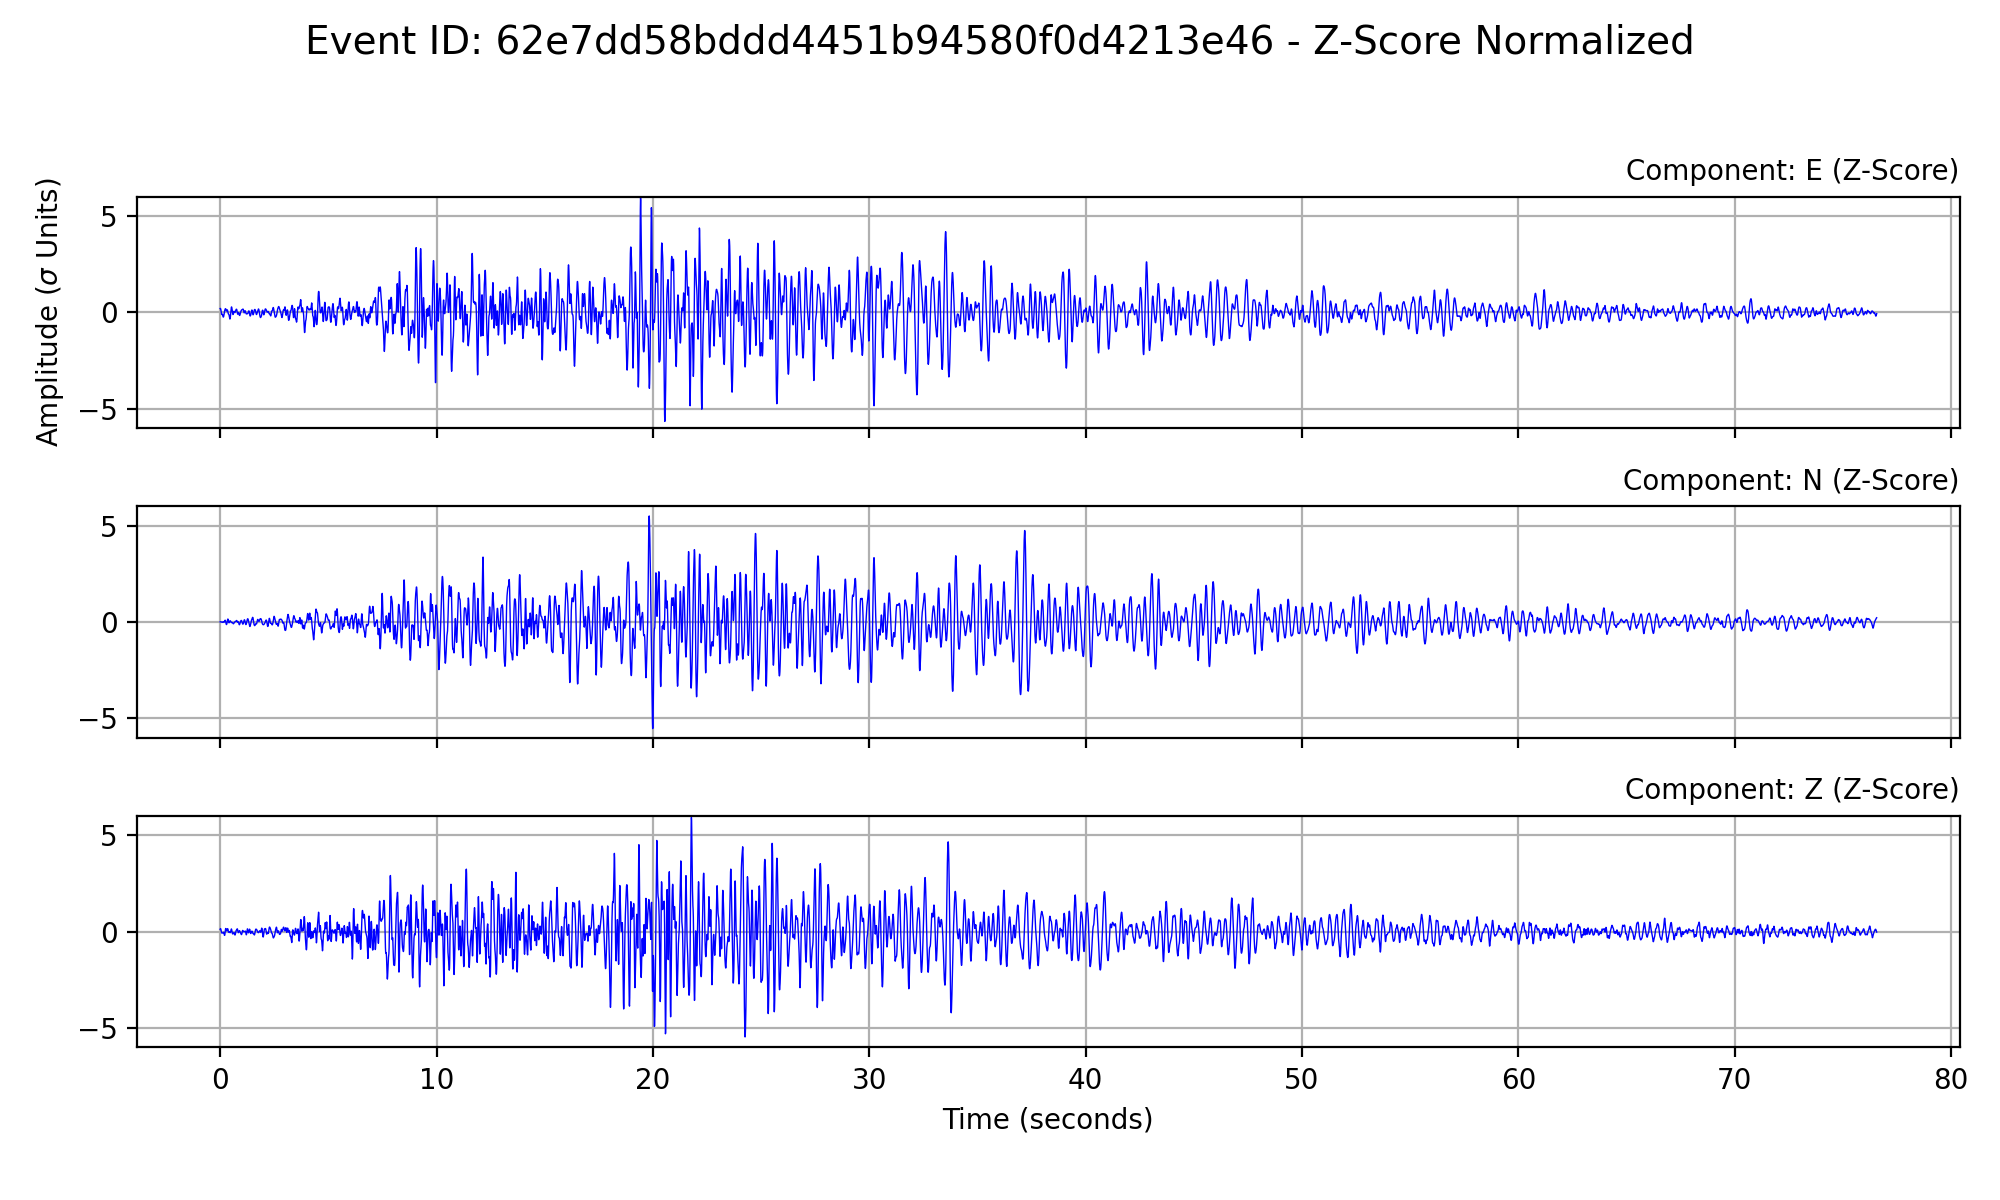 Event ID: 62e7dd58bddd4451b94580f0d4213e46 - Z-Score Normalized
Component: E (Z-Score)
Amplitude (σ Units)
5
0
−5
Component: N (Z-Score)
5
0
−5
Component: Z (Z-Score)
5
0
−5
0 10 20 30 40 50 60 70 80
Time (seconds)